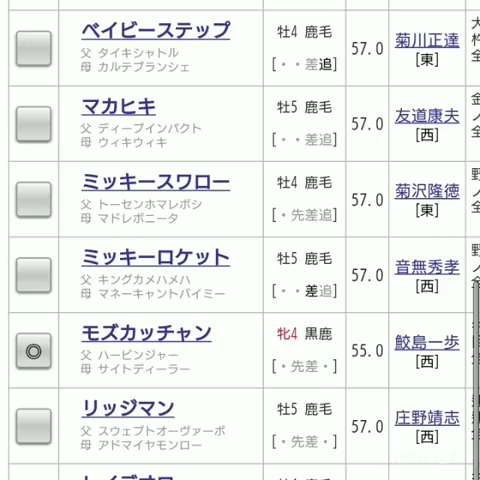 ベイビーステップ
父 タイキシャトル
母 カルテブランシェ
牡4 鹿毛
[・・差追]
57.0
菊川正達
[東]
マカヒキ
父 ディープインパクト
母 ウィキウィキ
牡5 鹿毛
[・・差追]
57.0
友道康夫
[西]
ミッキースワロー
父 トーセンホマレボシ
母 マドレボニータ
牡4 鹿毛
[・先差追]
57.0
菊沢隆徳
[東]
ミッキーロケット
父 キングカメハメハ
母 マネーキャントバイミー
牡5 鹿毛
[・・差追]
57.0
音無秀孝
[西]
◎
モズカッチャン
父 ハービンジャー
母 サイトディーラー
牝4 黒鹿
[・先差・]
55.0
鮫島一歩
[西]
リッジマン
父 スウェプトオーヴァーボ
母 アドマイヤモンロー
牡5 鹿毛
[・先差・]
57.0
庄野靖志
[西]